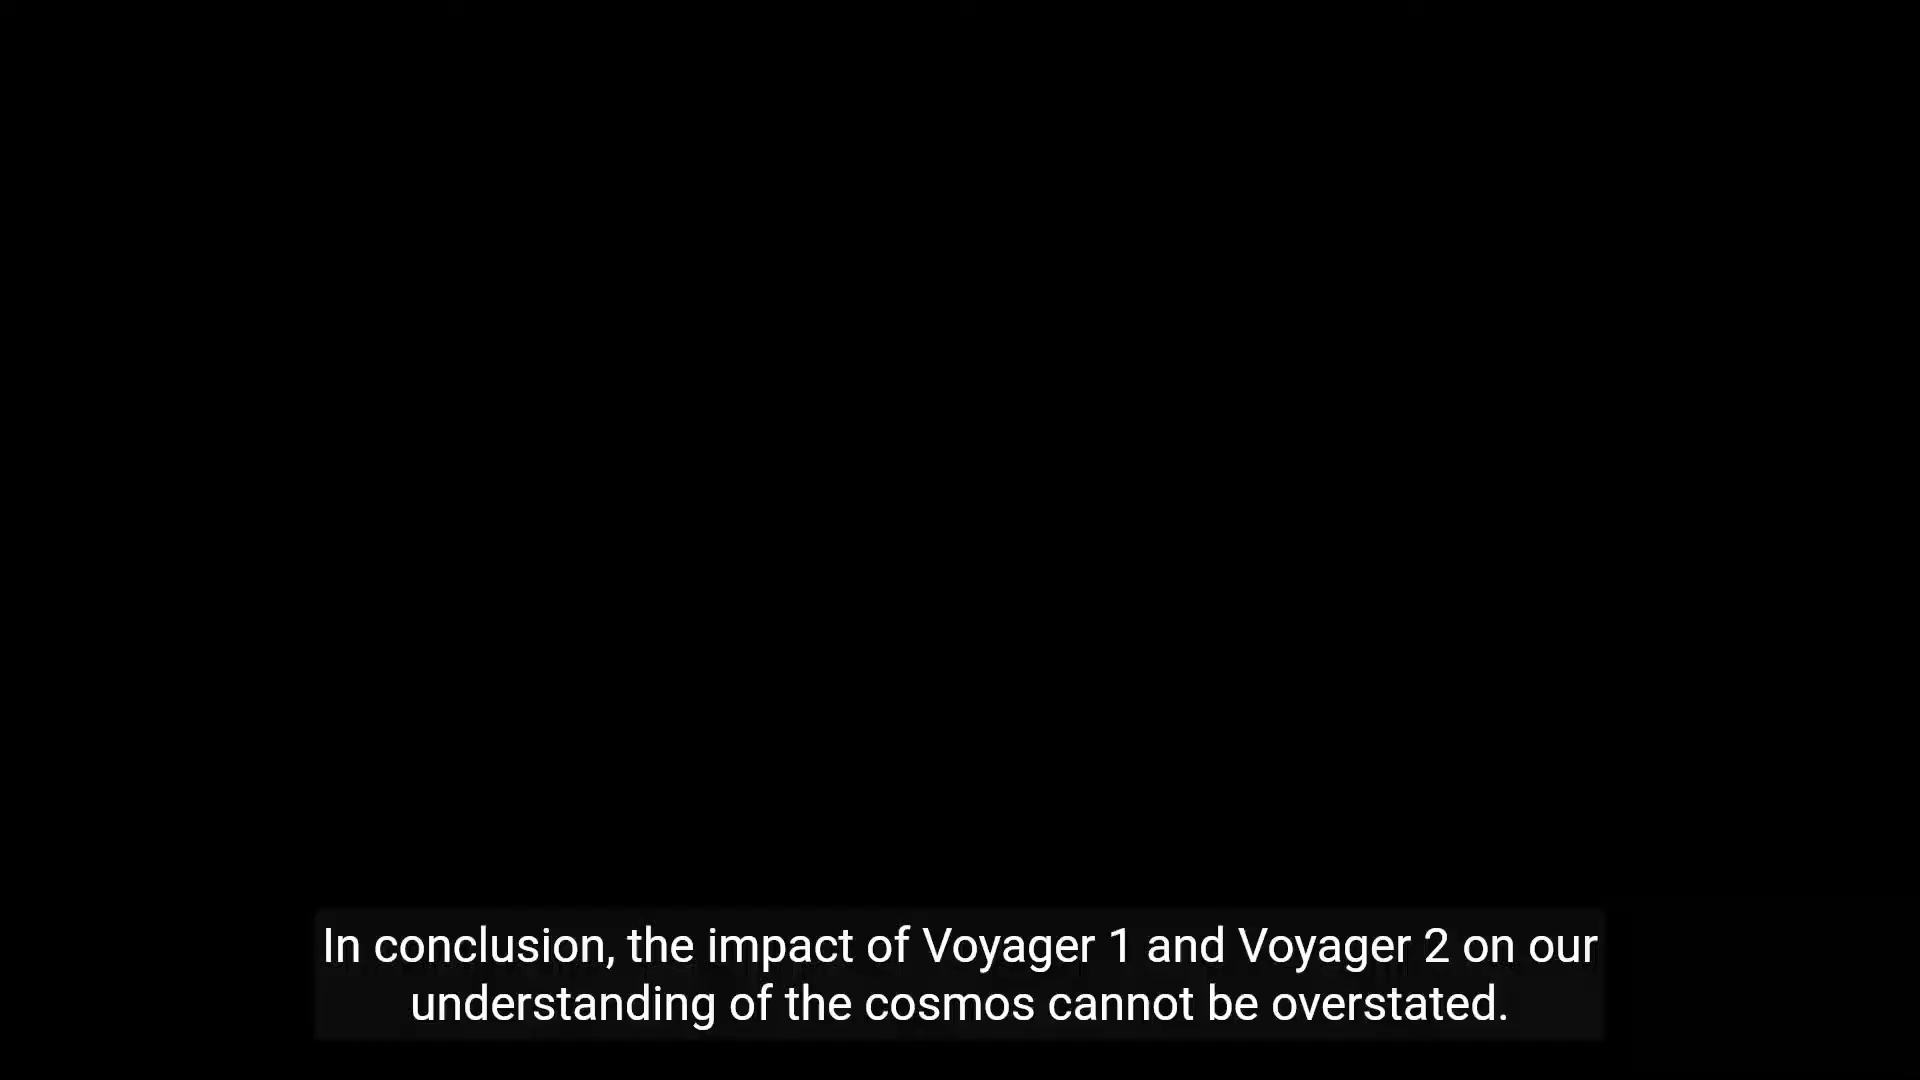 In conclusion, the impact of Voyager 1 and Voyager 2 on our
understanding of the cosmos cannot be overstated.